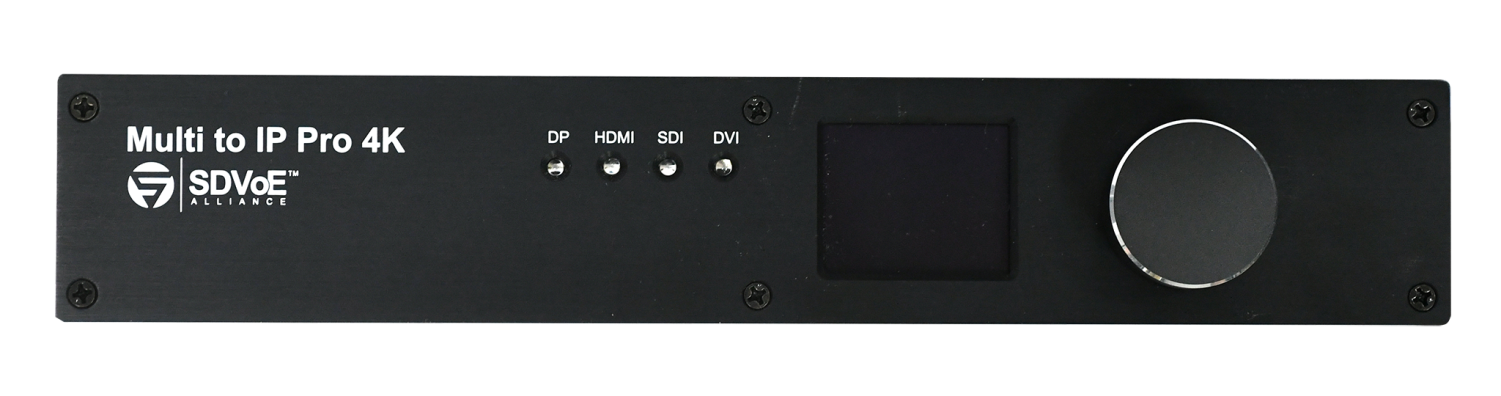 Multi to IP Pro 4K
SDVoE™
ALLIANCE
DP HDMI SDI DVI